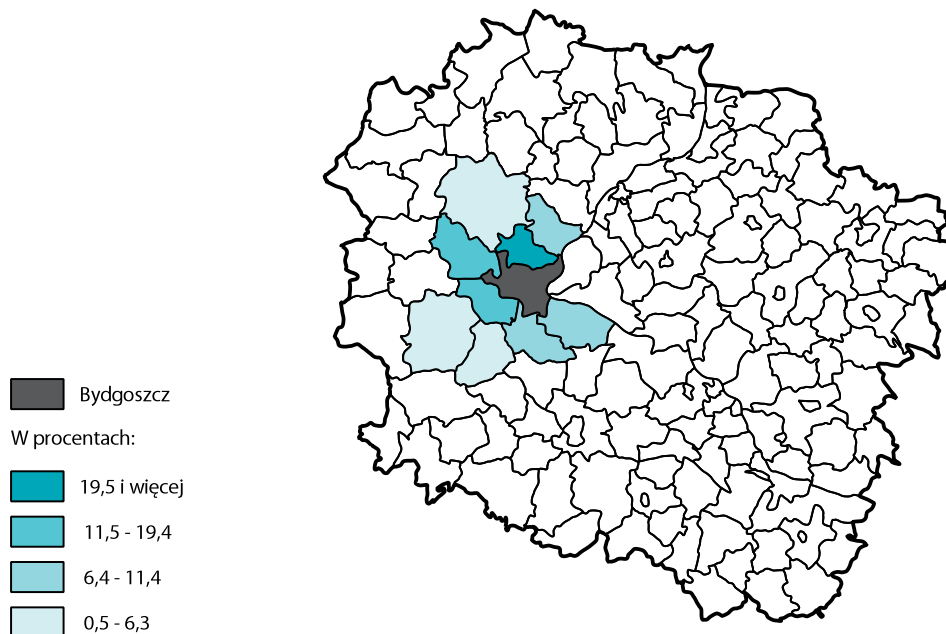 Bydgoszcz
W procentach:
19,5 i więcej
11,5 - 19,4
6,4 - 11,4
0,5 - 6,3